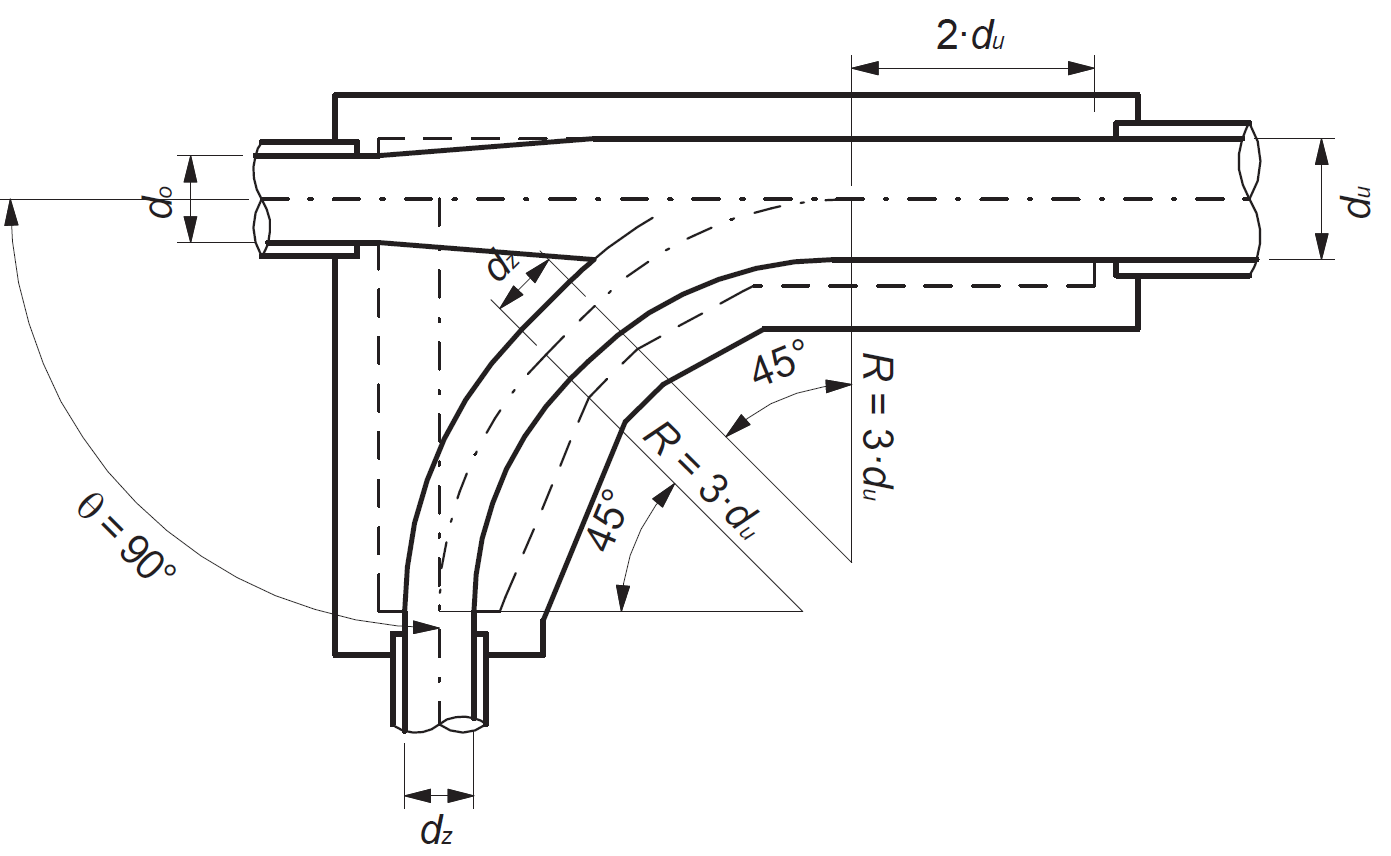 2·du
do
du
dz
45°
R = 3·du
R = 3·du
45°
θ = 90°
dz